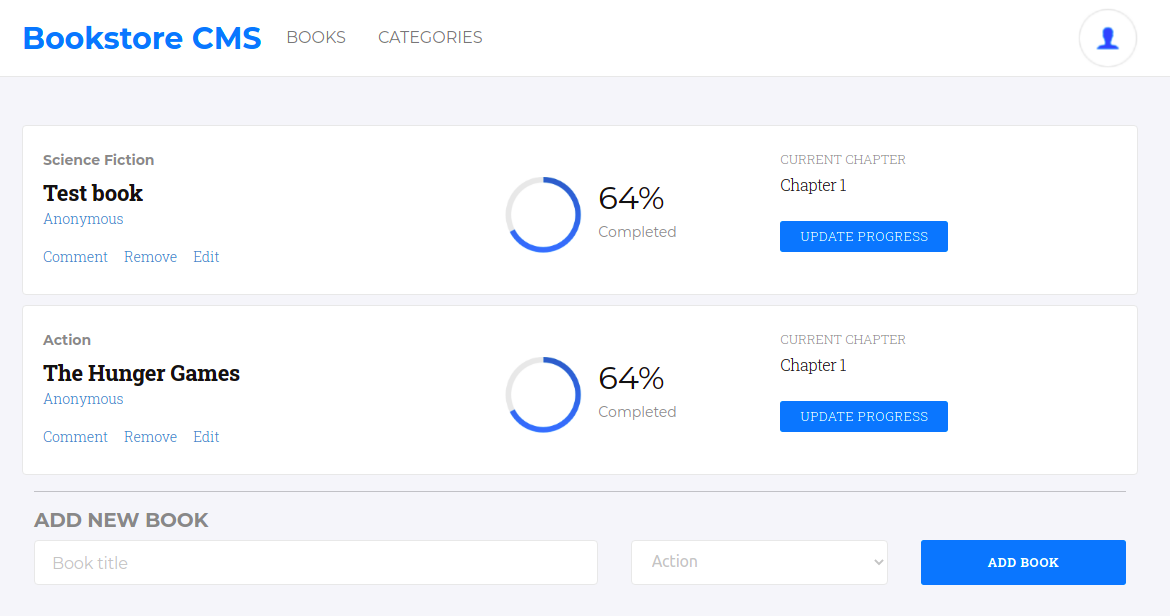 Bookstore CMS BOOKS CATEGORIES
Science Fiction
Test book
Anonymous
Comment Remove Edit
64%
Completed
CURRENT CHAPTER
Chapter 1
UPDATE PROGRESS
Action
The Hunger Games
Anonymous
Comment Remove Edit
64%
Completed
CURRENT CHAPTER
Chapter 1
UPDATE PROGRESS
ADD NEW BOOK
Book title
Action
ADD BOOK